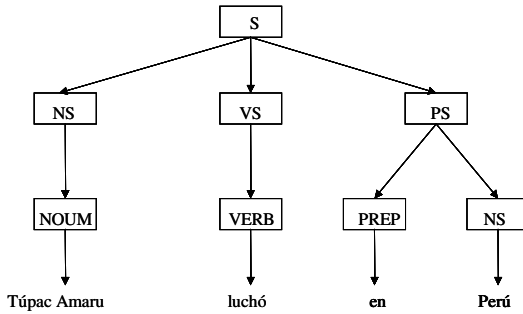 S
NS VS PS
NOUM VERB PREP NS
Túpac Amaru luchó en Perú